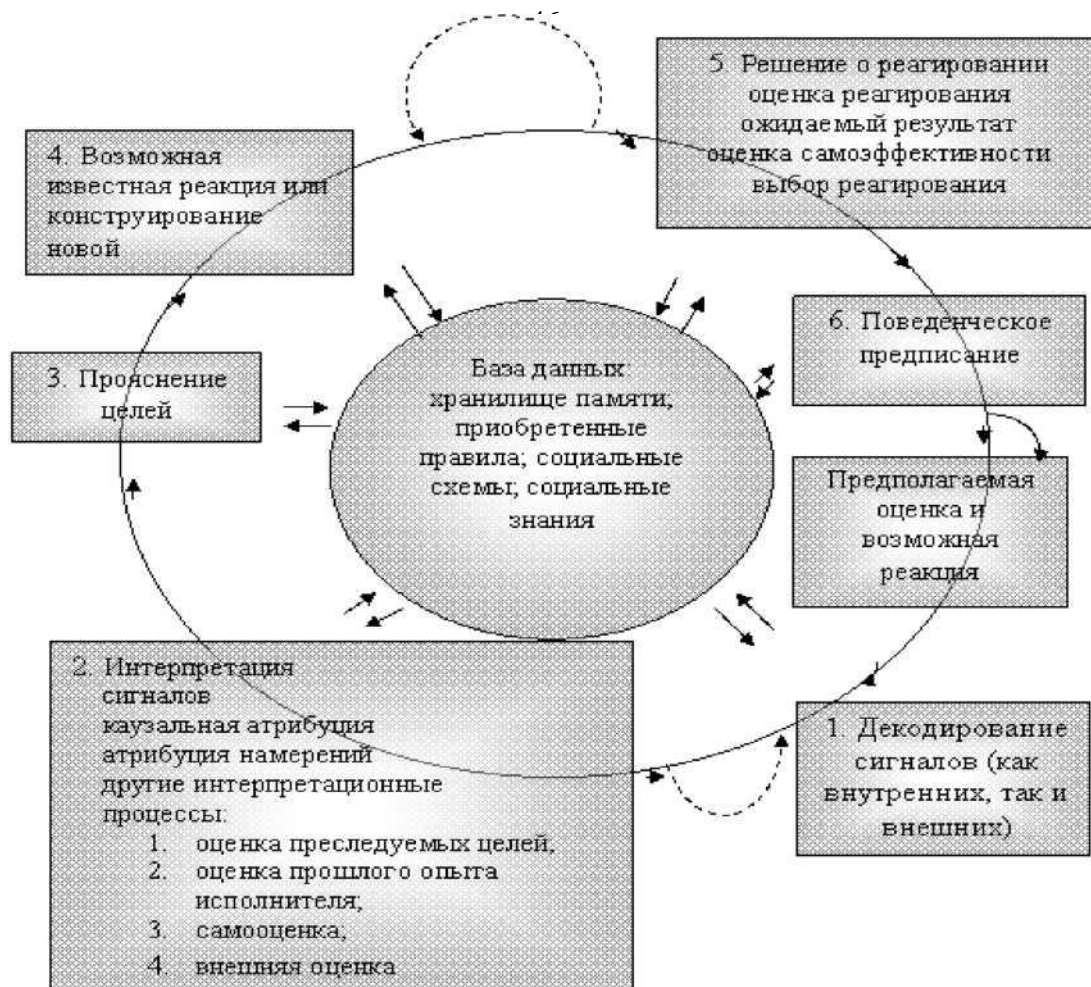 5. Решение о реагировании
оценка реагирования
ожидаемый результат
оценка самоэффективности
выбор реагирования
4. Возможная
известная реакция или
конструирование
новой
6. Поведенческое
предписание
База данных:
хранилище памяти,
приобретенные
правила; социальные
схемы; социальные
знания
3. Прояснение
целей
Предполагаемая
оценка и
возможная
реакция
2. Интерпретация
сигналов
каузальная атрибуция
атрибуция намерений
другие интерпретационные
процессы:
1. оценка преследуемых целей,
2. оценка прошлого опыта
исполнителя;
3. самооценка;
4. внешняя оценка
1. Декодирование
сигналов (как
внутренних, так и
внешних)